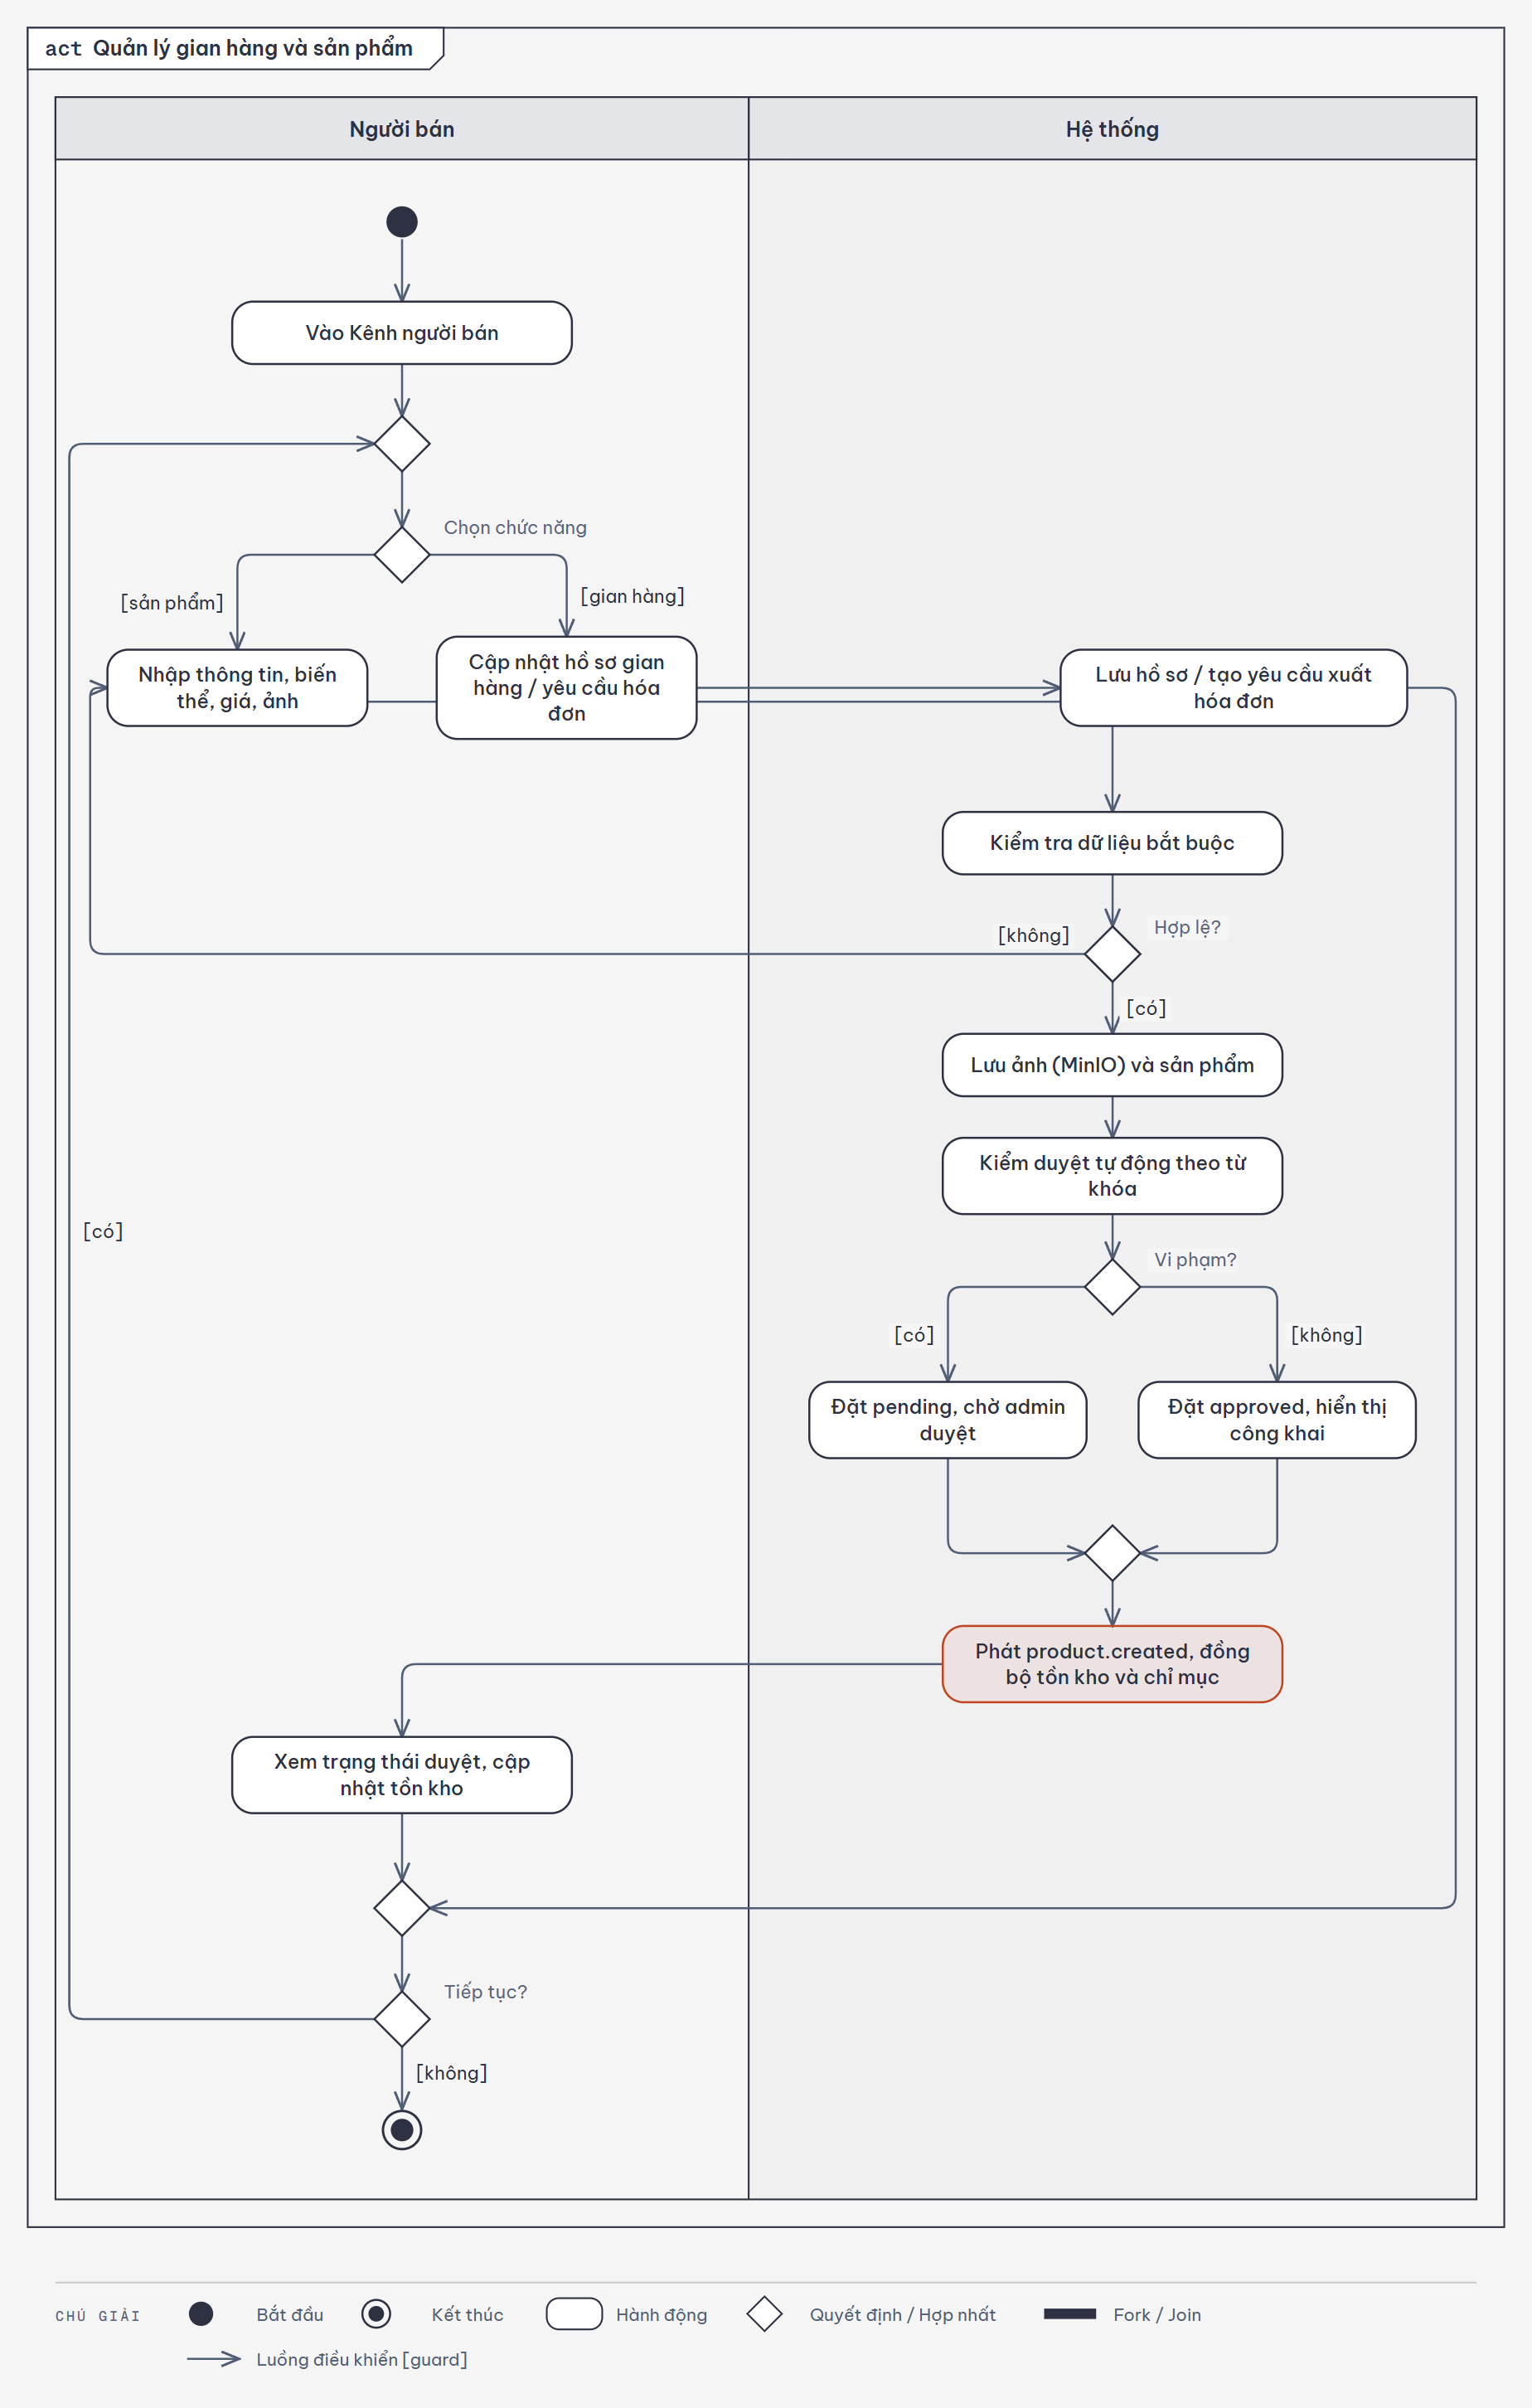 act Quản lý gian hàng và sản phẩm
Người bán
Hệ thống
Vào Kênh người bán
Chọn chức năng
[sản phẩm]
[gian hàng]
Nhập thông tin, biến
thể, giá, ảnh
Cập nhật hồ sơ gian
hàng / yêu cầu hóa
đơn
Lưu hồ sơ / tạo yêu cầu xuất
hóa đơn
Kiểm tra dữ liệu bắt buộc
Hợp lệ?
[không]
[có]
Lưu ảnh (MinIO) và sản phẩm
Kiểm duyệt tự động theo từ
khóa
[có]
Vi phạm?
[có]
[không]
Đặt pending, chờ admin
duyệt
Đặt approved, hiển thị
công khai
Phát product.created, đồng
bộ tồn kho và chỉ mục
Xem trạng thái duyệt, cập
nhật tồn kho
Tiếp tục?
[không]
CHÚ GIẢI
Bắt đầu
Kết thúc
Hành động
Quyết định / Hợp nhất
Fork / Join
Luồng điều khiển [guard]